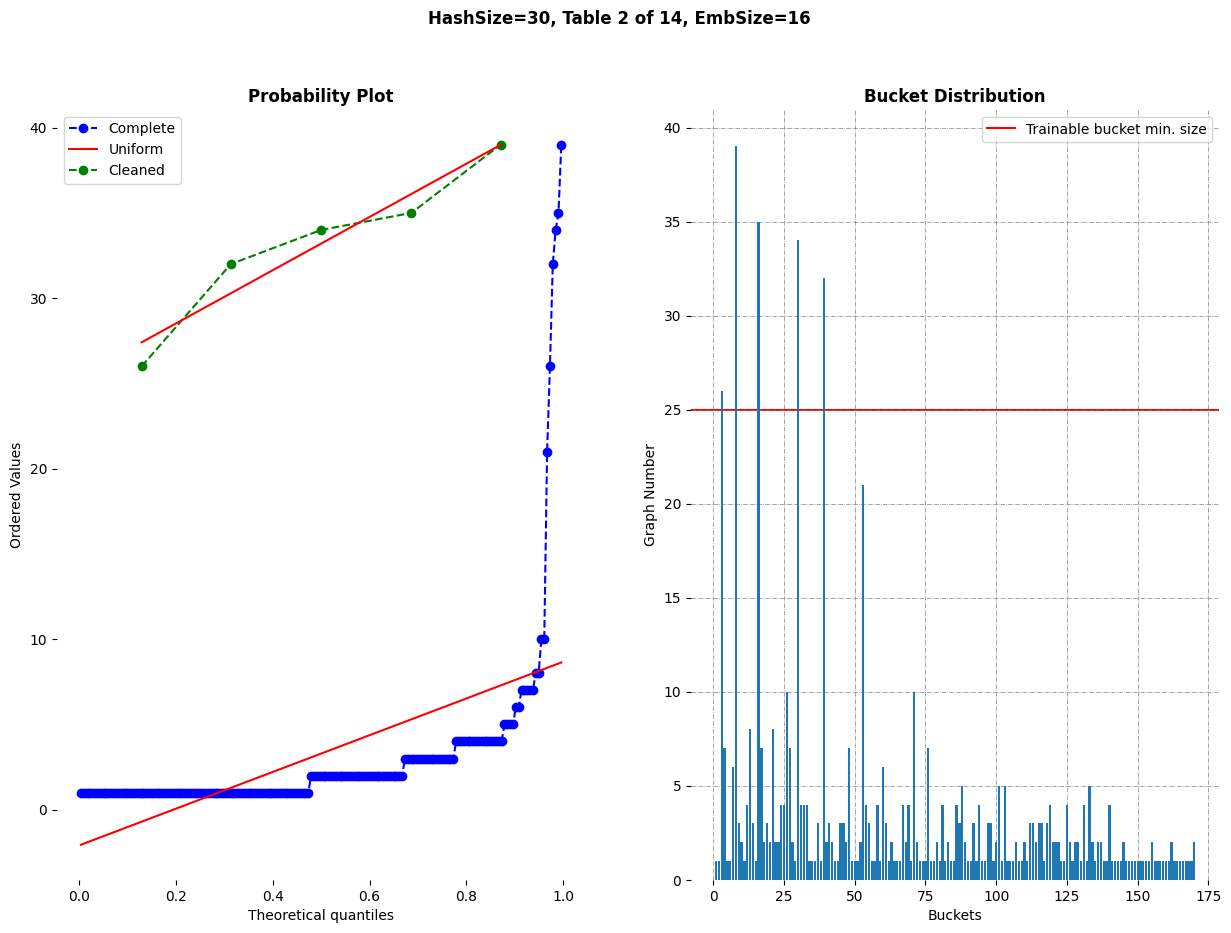 HashSize=30, Table 2 of 14, EmbSize=16
Probability Plot
Complete
Uniform
Cleaned
40
30
20
10
0
Ordered Values
0.0 0.2 0.4 0.6 0.8 1.0
Theoretical quantiles
Bucket Distribution
Trainable bucket min. size
40
35
30
25
20
15
10
5
0
Graph Number
0 25 50 75 100 125 150 175
Buckets